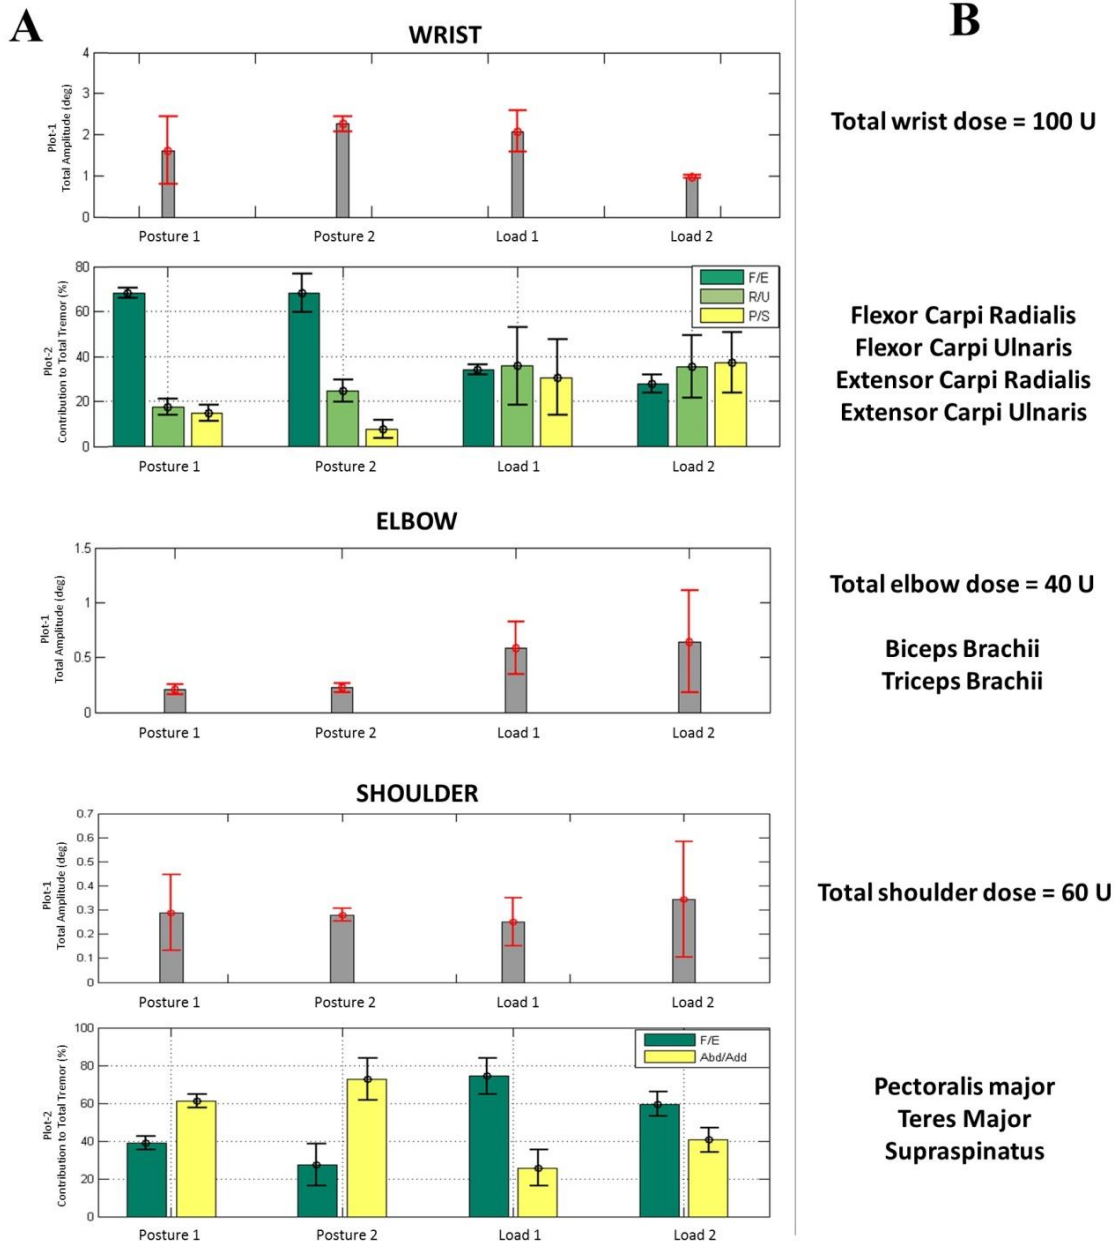 A
B
WRIST
Plot-1
Total Amplitude (deg)
4
3
2
1
0
Posture 1 Posture 2 Load 1 Load 2
Total wrist dose = 100 U
Plot-2
Contribution to Total Tremor (%)
80
60
40
20
0
F/E
R/U
P/S
Posture 1 Posture 2 Load 1 Load 2
Flexor Carpi Radialis
Flexor Carpi Ulnaris
Extensor Carpi Radialis
Extensor Carpi Ulnaris
ELBOW
Plot-1
Total Amplitude (deg)
1.5
1
0.5
0
Posture 1 Posture 2 Load 1 Load 2
Total elbow dose = 40 U
Biceps Brachii
Triceps Brachii
SHOULDER
Plot-1
Total Amplitude (deg)
0.7
0.6
0.5
0.4
0.3
0.2
0.1
0
Posture 1 Posture 2 Load 1 Load 2
Total shoulder dose = 60 U
Plot-2
Contribution to Total Tremor (%)
100
80
60
40
20
0
F/E
Abd/Add
Posture 1 Posture 2 Load 1 Load 2
Pectoralis major
Teres Major
Supraspinatus